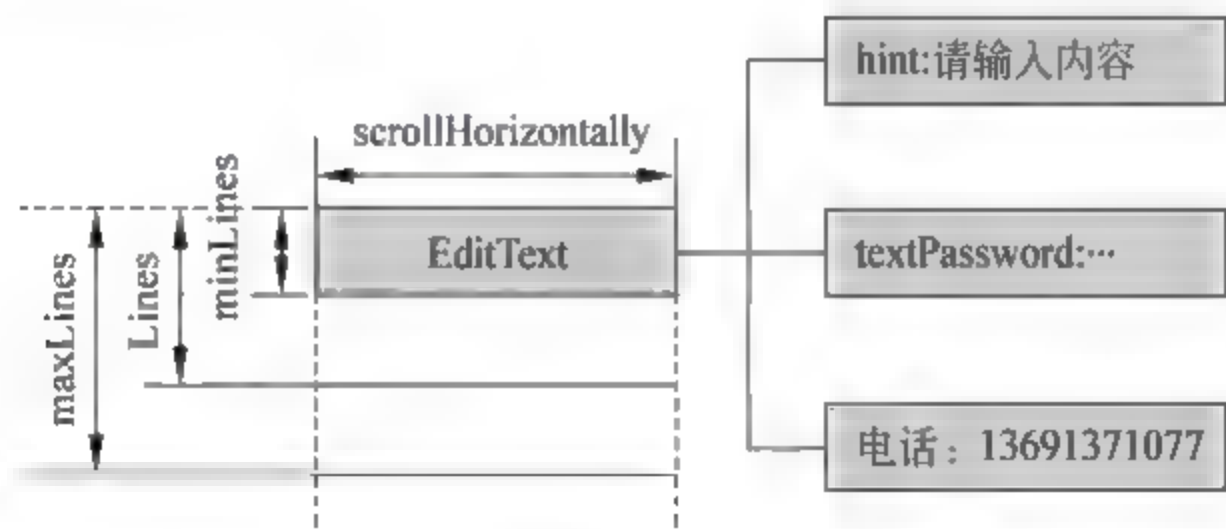 hint:请输入内容
scrollHorizontally
maxLines
Lines
minLines
EditText
textPassword:···
电话：13691371077